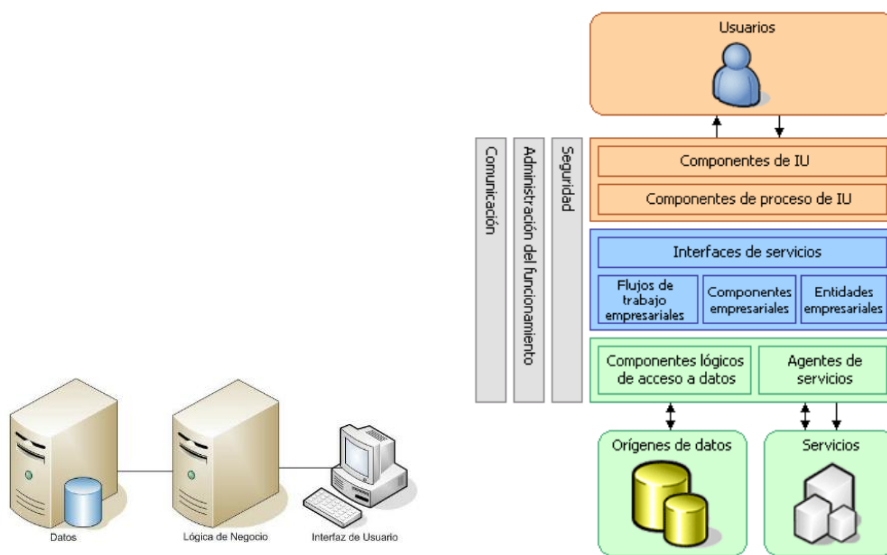 Usuarios
Comunicación
Administración del funcionamiento
Seguridad
Componentes de IU
Componentes de proceso de IU
Interfaces de servicios
Flujos de
trabajo
empresariales
Componentes
empresariales
Entidades
empresariales
Componentes lógicos
de acceso a datos
Agentes de
servicios
Orígenes de datos
Servicios
Datos
Lógica de Negocio
Interfaz de Usuario